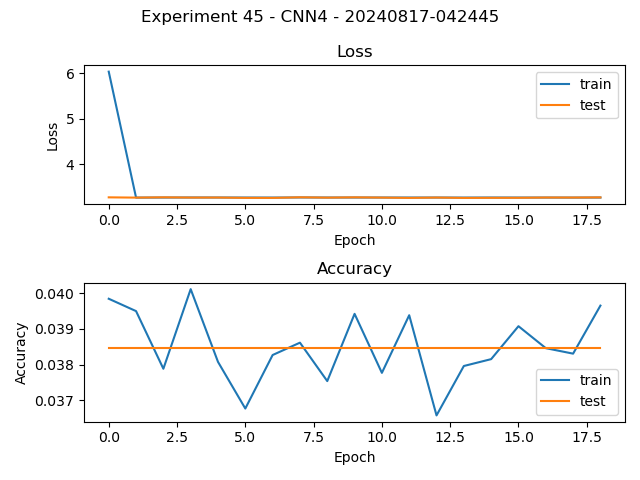 Experiment 45 - CNN4 - 20240817-042445
Loss
6
5
4
Loss
train
test
0.0 2.5 5.0 7.5 10.0 12.5 15.0 17.5
Epoch
Accuracy
0.040
0.039
0.038
0.037
Accuracy
train
test
0.0 2.5 5.0 7.5 10.0 12.5 15.0 17.5
Epoch